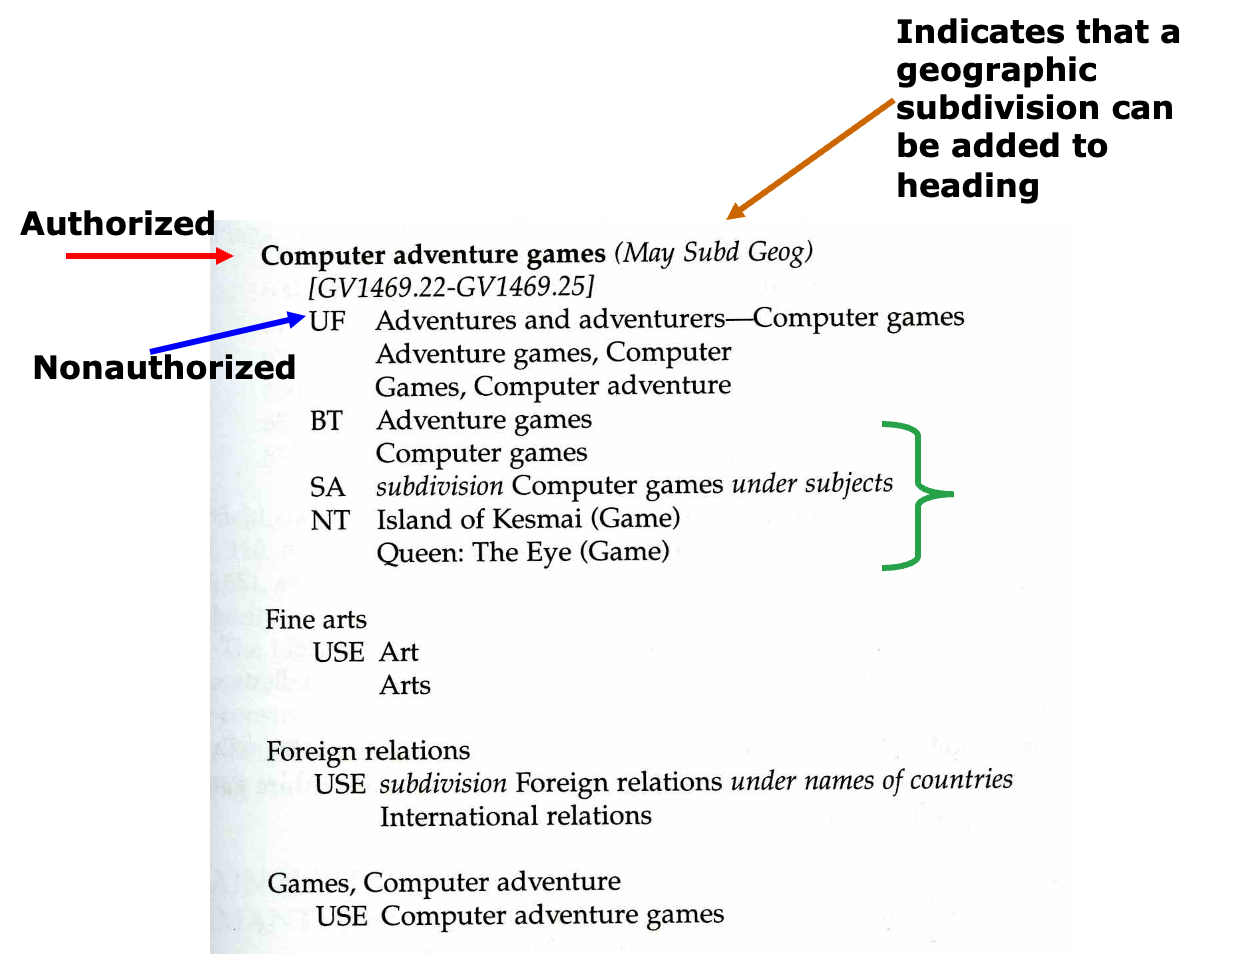 Indicates that a
geographic
subdivision can
be added to
heading
Authorized
Nonauthorized
Computer adventure games (May Subd Geog)
[GV1469.22-GV1469.25]
UF Adventures and adventurers—Computer games
Adventure games, Computer
Games, Computer adventure
BT Adventure games
Computer games
SA subdivision Computer games under subjects
NT Island of Kesmai (Game)
Queen: The Eye (Game)
Fine arts
USE Art
Arts
Foreign relations
USE subdivision Foreign relations under names of countries
International relations
Games, Computer adventure
USE Computer adventure games